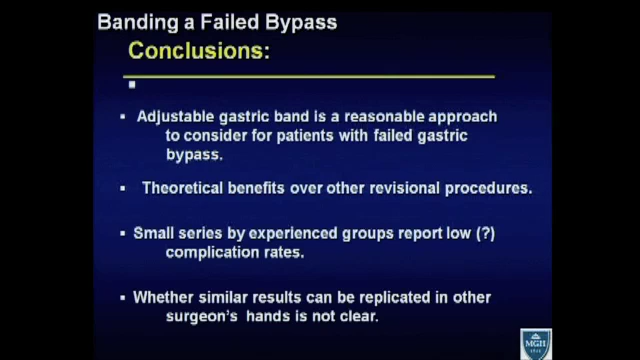 Banding a Failed Bypass
Conclusions:
▪ Adjustable gastric band is a reasonable approach
to consider for patients with failed gastric
bypass.
▪ Theoretical benefits over other revisional procedures.
▪ Small series by experienced groups report low (?)
complication rates.
▪ Whether similar results can be replicated in other
surgeon's hands is not clear.
MGH